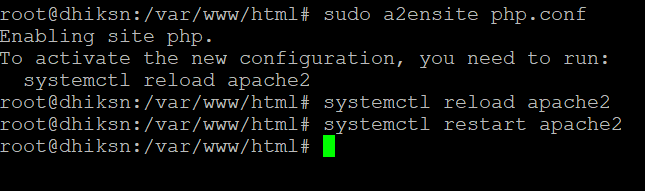 root@dhiksn:/var/www/html# sudo a2ensite php.conf
Enabling site php.
To activate the new configuration, you need to run:
  systemctl reload apache2
root@dhiksn:/var/www/html# systemctl reload apache2
root@dhiksn:/var/www/html# systemctl restart apache2
root@dhiksn:/var/www/html#